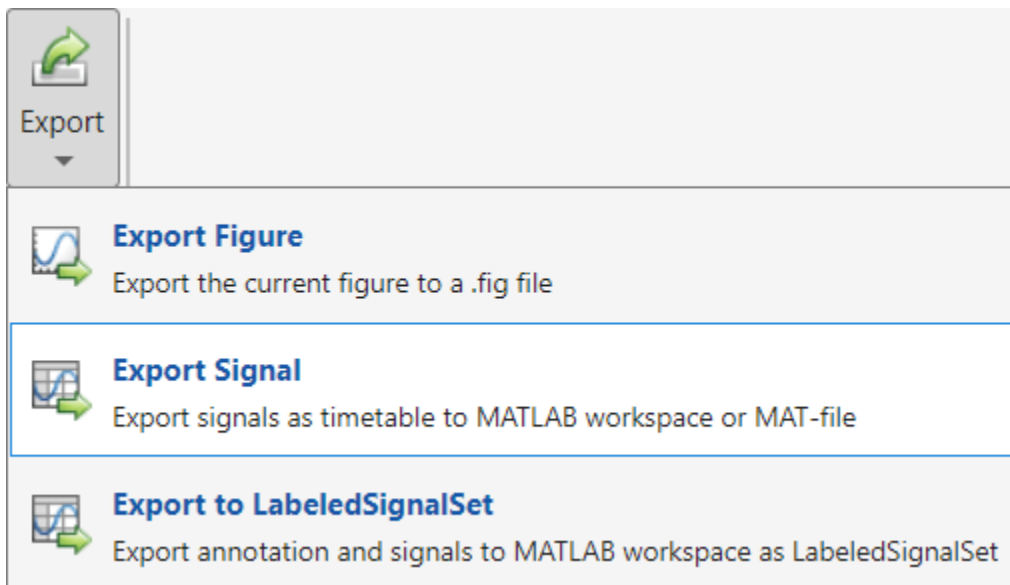 Export
Export Figure
Export the current figure to a .fig file
Export Signal
Export signals as timetable to MATLAB workspace or MAT-file
Export to LabeledSignalSet
Export annotation and signals to MATLAB workspace as LabeledSignalSet